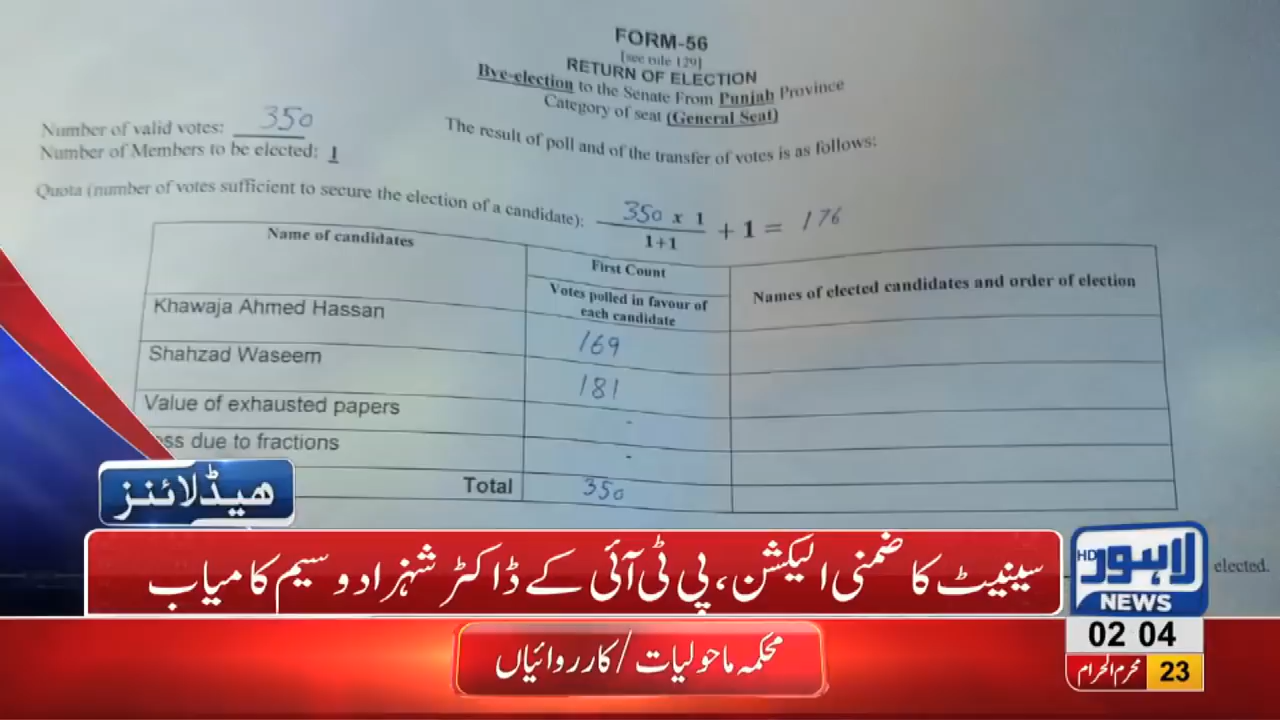 FORM-56
[see rule 129]
RETURN OF ELECTION
Bye-election to the Senate From Punjab Province
Category of seat (General Seat)
The result of poll and of the transfer of votes is as follows:
Number of valid votes: 350
Number of Members to be elected: 1
Quota (number of votes sufficient to secure the election of a candidate): 350 x 1 / 1+1 + 1 = 176
Name of candidates
First Count
Votes polled in favour of each candidate
Names of elected candidates and order of election
Khawaja Ahmed Hassan 169
Shahzad Waseem 181
Value of exhausted papers -
ss due to fractions -
Total 350
elected.
ھیڈلائنز
سینیٹ کا ضمنی الیکشن، پی ٹی آئی کے ڈاکٹر شہزاد وسیم کامیاب
لاہور HD
NEWS
محکمہ ماحولیات / کارروائیاں
02 04
23 محرم الحرام